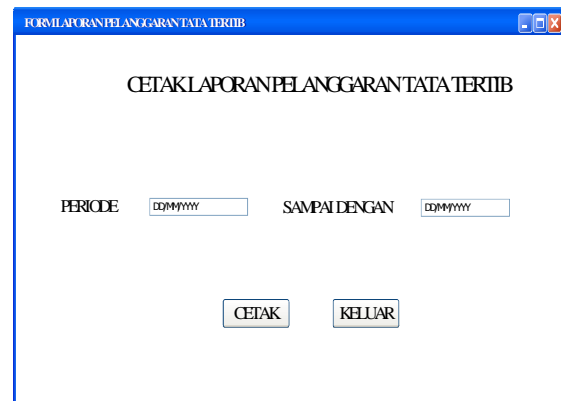 FORM LAPORAN PELANGGARAN TATA TERTIB
CETAK LAPORAN PELANGGARAN TATA TERTIB
PERIODE DD/MM/YYYY SAMPAI DENGAN DD/MM/YYYY
CETAK KELUAR